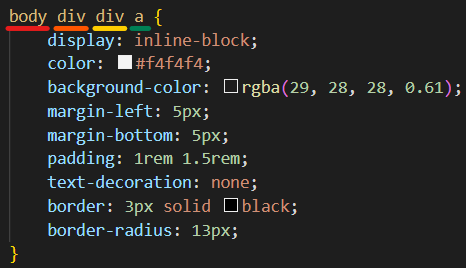 body div div a {
display: inline-block;
color: #f4f4f4;
background-color: rgba(29, 28, 28, 0.61);
margin-left: 5px;
margin-bottom: 5px;
padding: 1rem 1.5rem;
text-decoration: none;
border: 3px solid black;
border-radius: 13px;
}